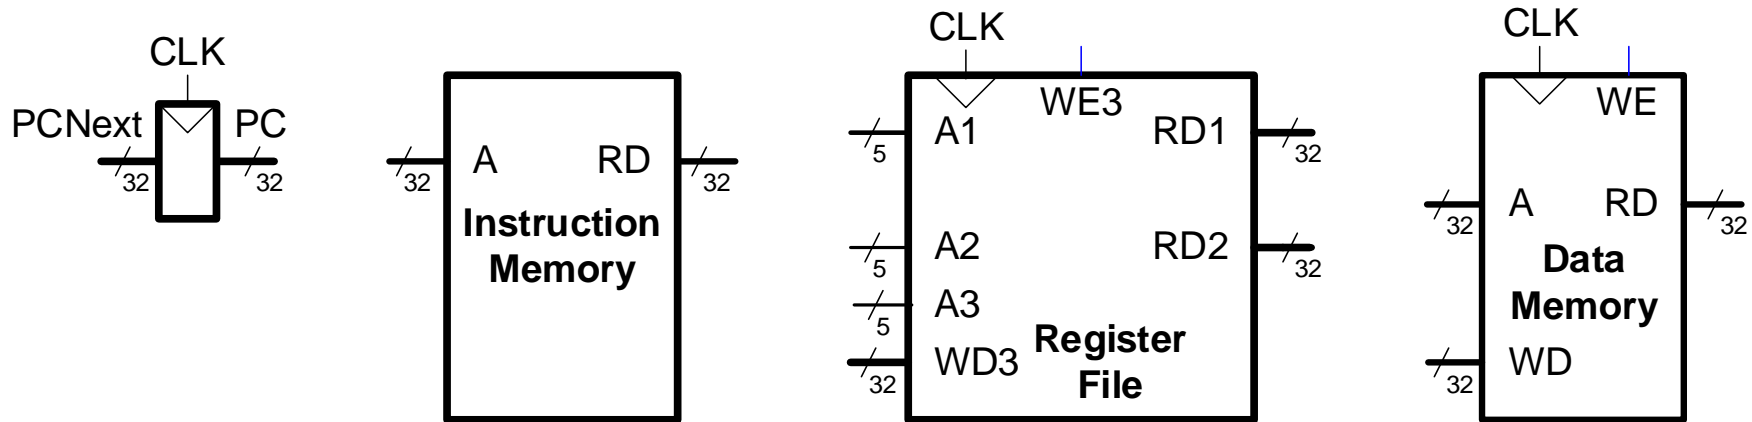 CLK
PCNext
PC
32
32
A
RD
32
32
Instruction
Memory
CLK
WE3
A1
RD1
5
32
A2
RD2
5
32
A3
5
WD3
32
Register
File
CLK
WE
A
RD
32
32
Data
Memory
WD
32